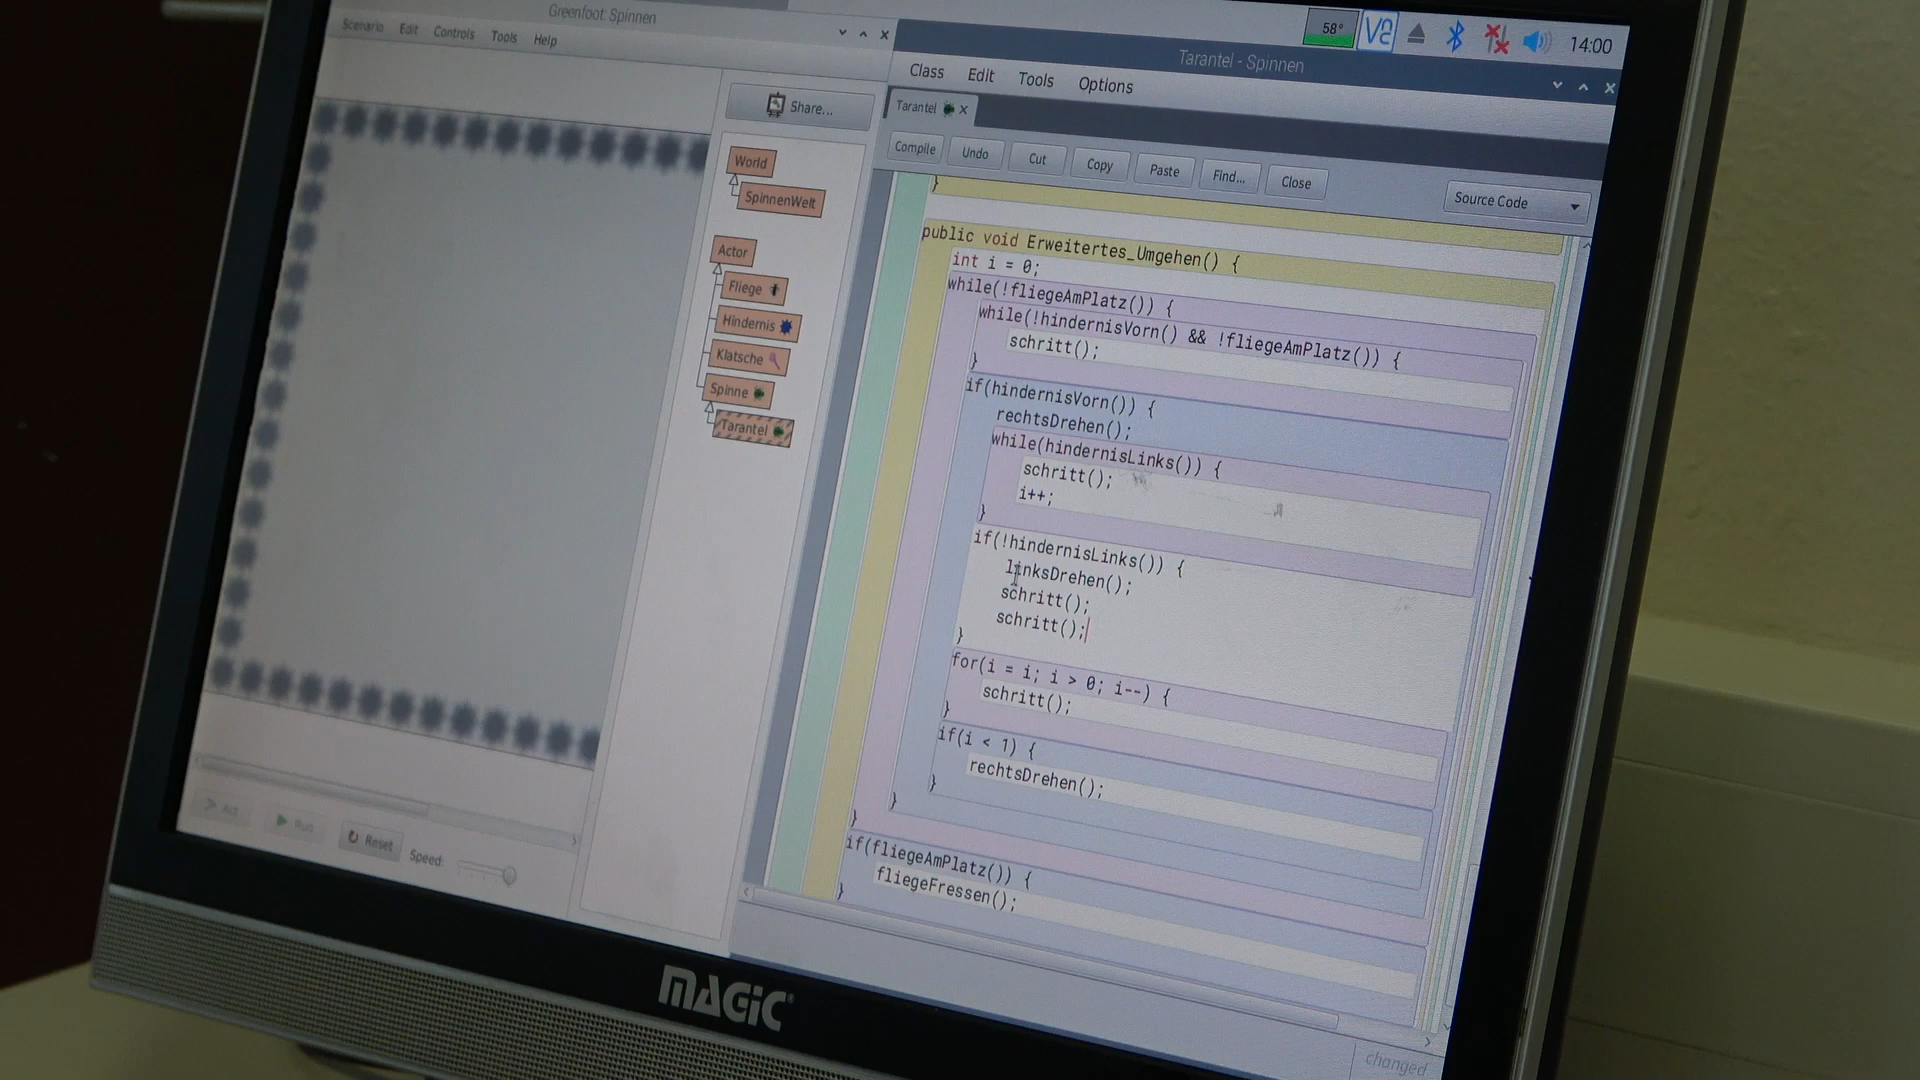 Greenfoot: Spinnen
Scenario Edit Controls Tools Help
Share...
World
SpinnenWelt
Actor
Fliege
Hindernis
Klatsche
Spinne
Tarantel
> Act
Run
Reset
Speed:
58°
V2
14:00
Tarantel - Spinnen
Class Edit Tools Options
Tarantel
Compile Undo Cut Copy Paste Find... Close
Source Code
}
public void Erweitertes_Umgehen() {
int i = 0;
while(!fliegeAmPlatz()) {
while(!hindernisVorn() && !fliegeAmPlatz()) {
schritt();
}
if(hindernisVorn()) {
rechtsDrehen();
while(hindernisLinks()) {
schritt();
i++;
}
if(!hindernisLinks()) {
linksDrehen();
schritt();
schritt();
}
for(i = i; i > 0; i--) {
schritt();
}
if(i < 1) {
rechtsDrehen();
}
}
}
if(fliegeAmPlatz()) {
fliegeFressen();
}
changed
MAGIC